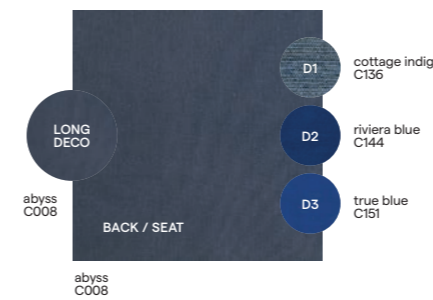 D1
cottage indig
C136
LONG
DECO
D2
riviera blue
C144
abyss
C008
D3
true blue
C151
BACK / SEAT
abyss
C008